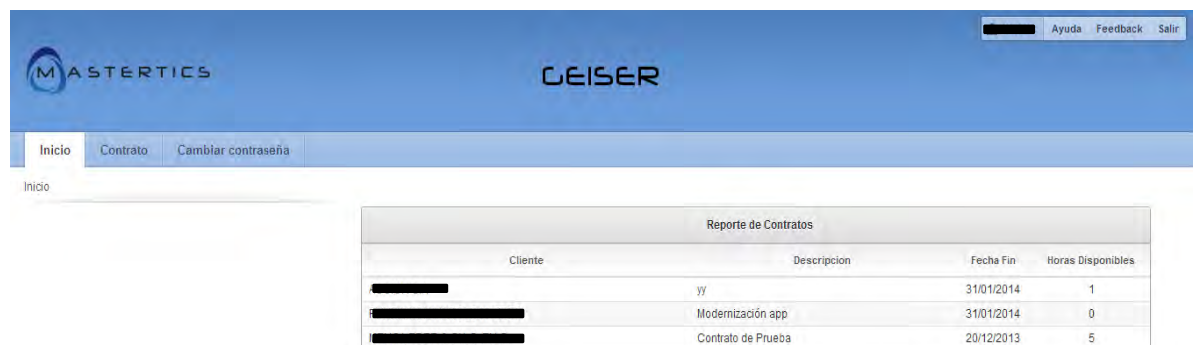 Ayuda Feedback Salir
MASTERTICS
GEISER
Inicio Contrato Cambiar contraseña
Inicio
Reporte de Contratos
Cliente Descripcion Fecha Fin Horas Disponibles
yy 31/01/2014 1
Modernización app 31/01/2014 0
Contrato de Prueba 20/12/2013 5